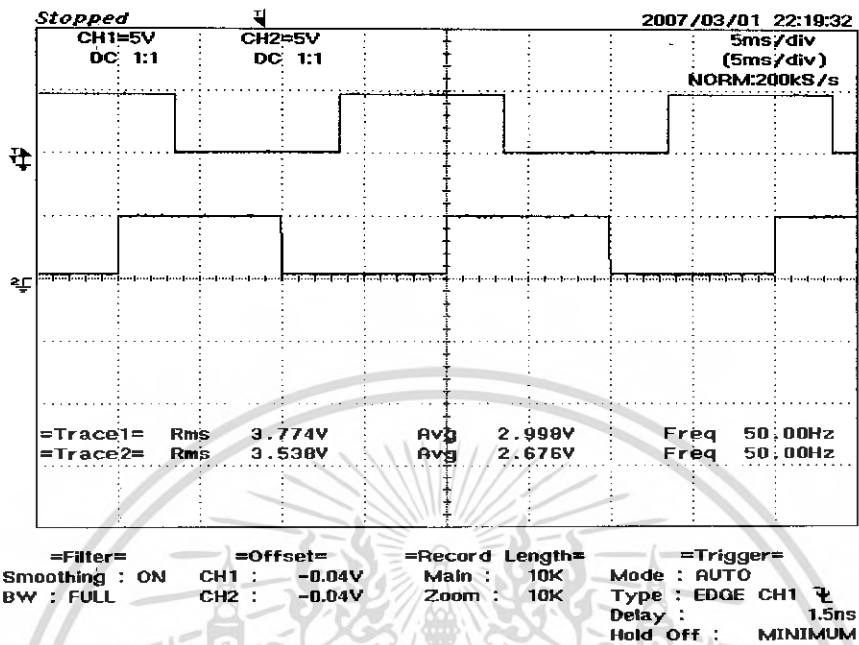 Stopped 2007/03/01 22:19:32
CH1=5V CH2=5V 5ms/div
DC 1:1 DC 1:1 (5ms/div)
NORM:200kS/s
=Trace1= Rms 3.774V Avg 2.998V Freq 50.00Hz
=Trace2= Rms 3.538V Avg 2.676V Freq 50.00Hz
=Filter= =Offset= =Record Length= =Trigger=
Smoothing : ON CH1 : -0.04V Main : 10K Mode : AUTO
BW : FULL CH2 : -0.04V Zoom : 10K Type : EDGE CH1
Delay : 1.5ns
Hold Off : MINIMUM